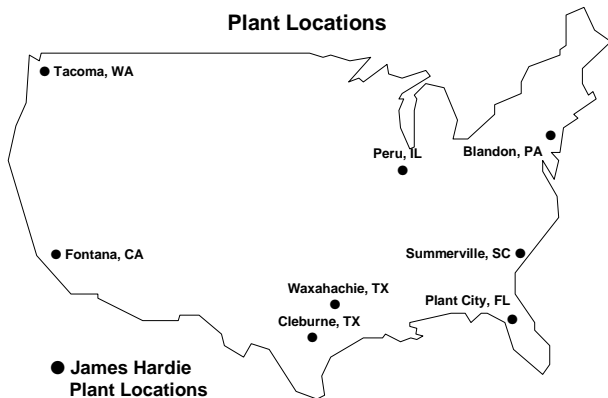 Plant Locations
Tacoma, WA
Peru, IL
Blandon, PA
Fontana, CA
Summerville, SC
Waxahachie, TX
Plant City, FL
Cleburne, TX
James Hardie
Plant Locations